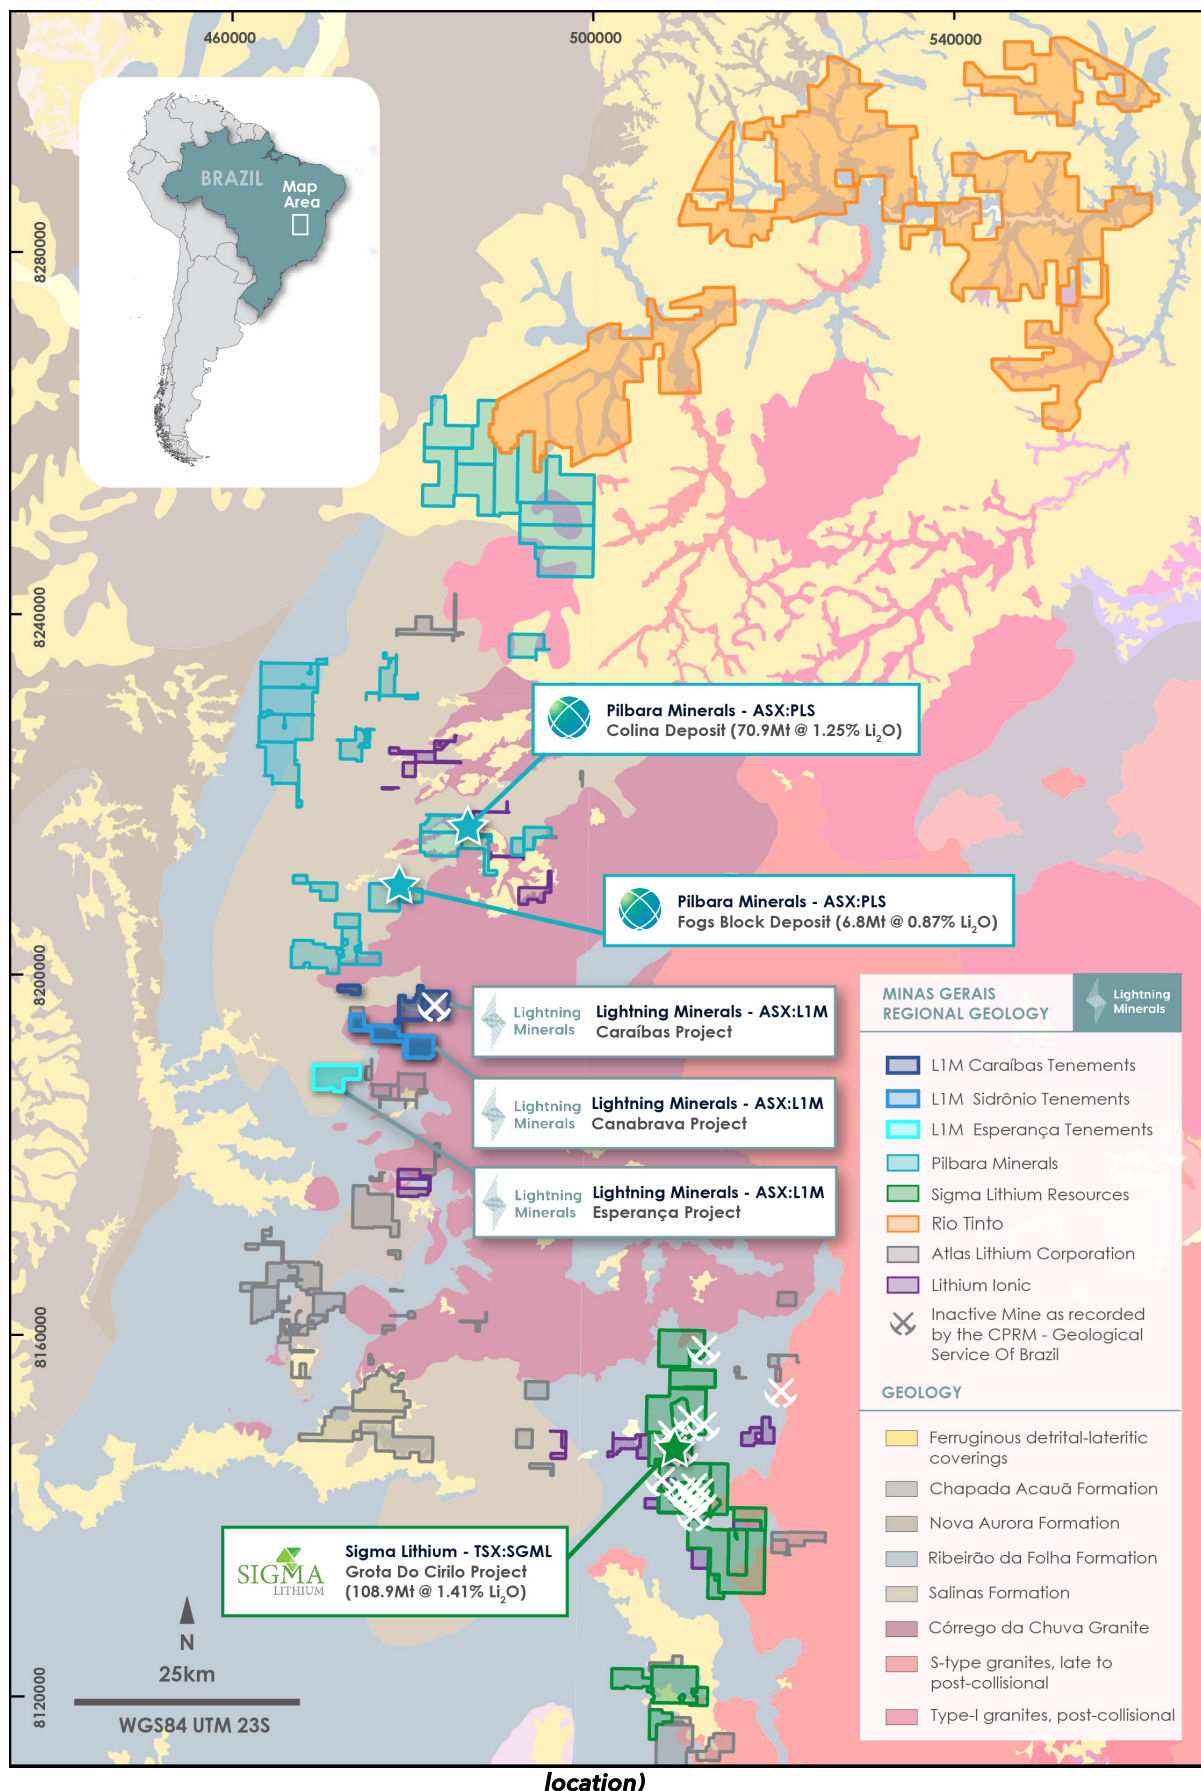 460000
500000
540000
8280000
8240000
8200000
8160000
8120000
BRAZIL
Map
Area
Pilbara Minerals - ASX:PLS
Colina Deposit (70.9Mt @ 1.25% Li₂O)
Pilbara Minerals - ASX:PLS
Fogs Block Deposit (6.8Mt @ 0.87% Li₂O)
Lightning
Minerals
Lightning Minerals - ASX:L1M
Caraíbas Project
Lightning
Minerals
Lightning Minerals - ASX:L1M
Canabrava Project
Lightning
Minerals
Lightning Minerals - ASX:L1M
Esperança Project
SIGMA
LITHIUM
Sigma Lithium - TSX:SGML
Grota Do Cirilo Project
(108.9Mt @ 1.41% Li₂O)
N
25km
WGS84 UTM 23S
MINAS GERAIS
REGIONAL GEOLOGY
Lightning
Minerals
L1M Caraíbas Tenements
L1M Sidrônio Tenements
L1M Esperança Tenements
Pilbara Minerals
Sigma Lithium Resources
Rio Tinto
Atlas Lithium Corporation
Lithium Ionic
Inactive Mine as recorded
by the CPRM - Geological
Service Of Brazil
GEOLOGY
Ferruginous detrital-lateritic
coverings
Chapada Acauã Formation
Nova Aurora Formation
Ribeirão da Folha Formation
Salinas Formation
Córrego da Chuva Granite
S-type granites, late to
post-collisional
Type-I granites, post-collisional
location)